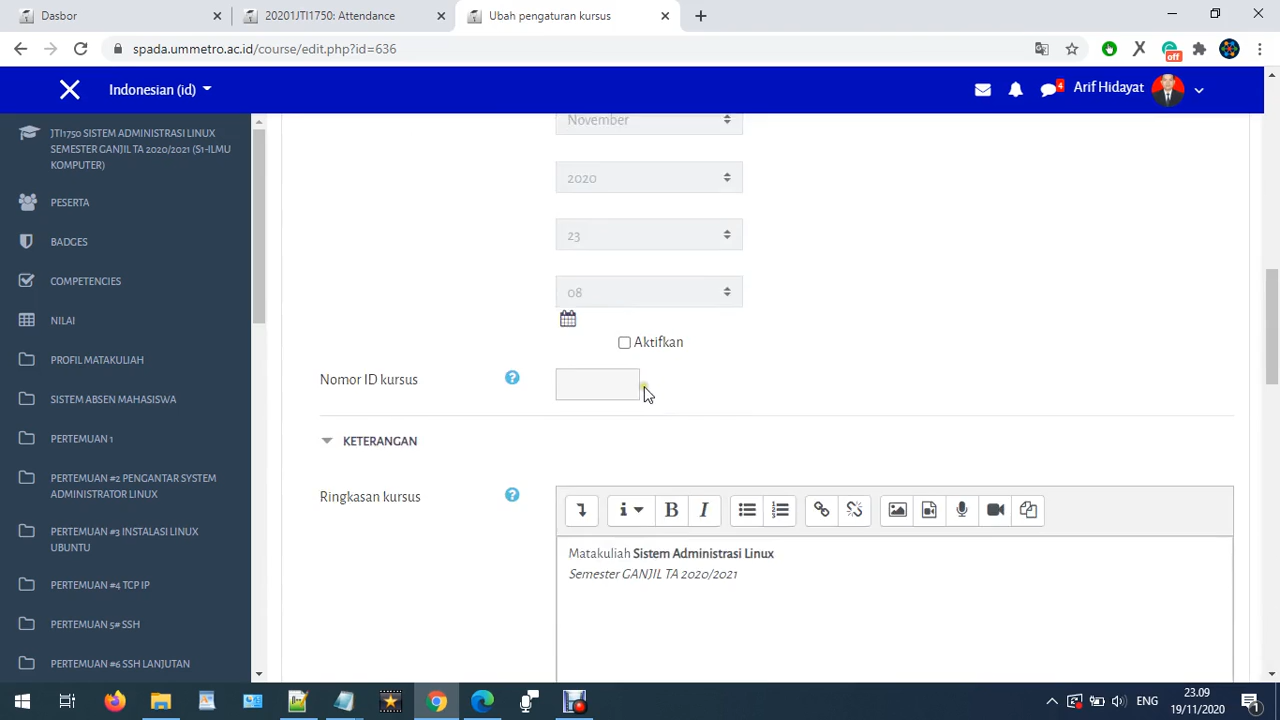 Dasbor
20201JTI1750: Attendance
Ubah pengaturan kursus
spada.ummetro.ac.id/course/edit.php?id=636
off
Indonesian (id)
4
Arif Hidayat
JTI1750 SISTEM ADMINISTRASI LINUX
SEMESTER GANJIL TA 2020/2021 (S1-ILMU
KOMPUTER)
PESERTA
BADGES
COMPETENCIES
NILAI
PROFIL MATAKULIAH
SISTEM ABSEN MAHASISWA
PERTEMUAN 1
PERTEMUAN #2 PENGANTAR SYSTEM
ADMINISTRATOR LINUX
PERTEMUAN #3 INSTALASI LINUX
UBUNTU
PERTEMUAN #4 TCP IP
PERTEMUAN 5# SSH
PERTEMUAN #6 SSH LANJUTAN
November
2020
23
08
Aktifkan
Nomor ID kursus
KETERANGAN
Ringkasan kursus
B I
Matakuliah Sistem Administrasi Linux
Semester GANJIL TA 2020/2021
ENG
23.09
19/11/2020
1